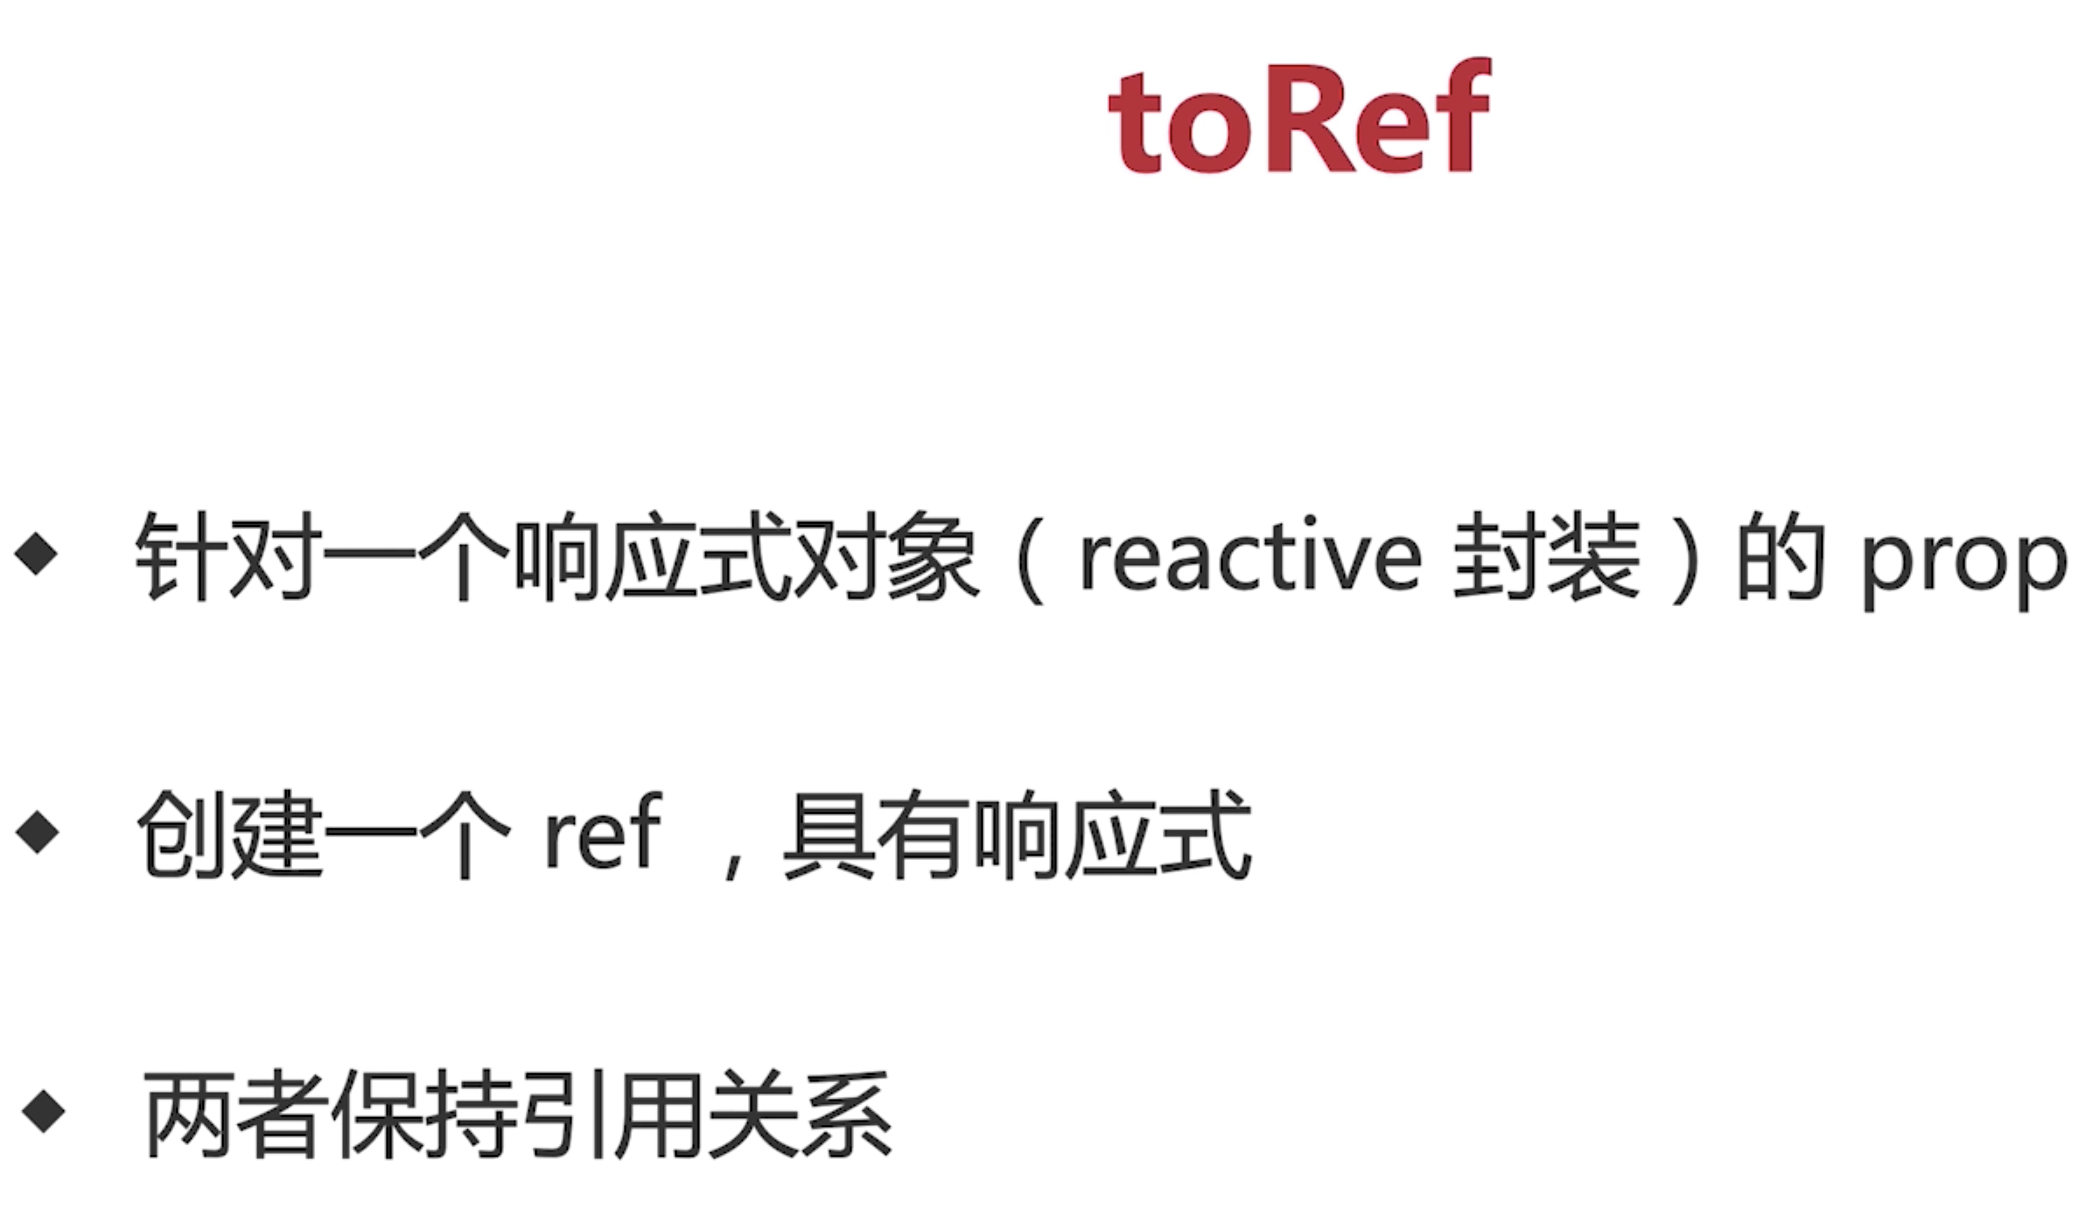 toRef
◆ 针对一个响应式对象（reactive 封装）的 prop
◆ 创建一个 ref ，具有响应式
◆ 两者保持引用关系